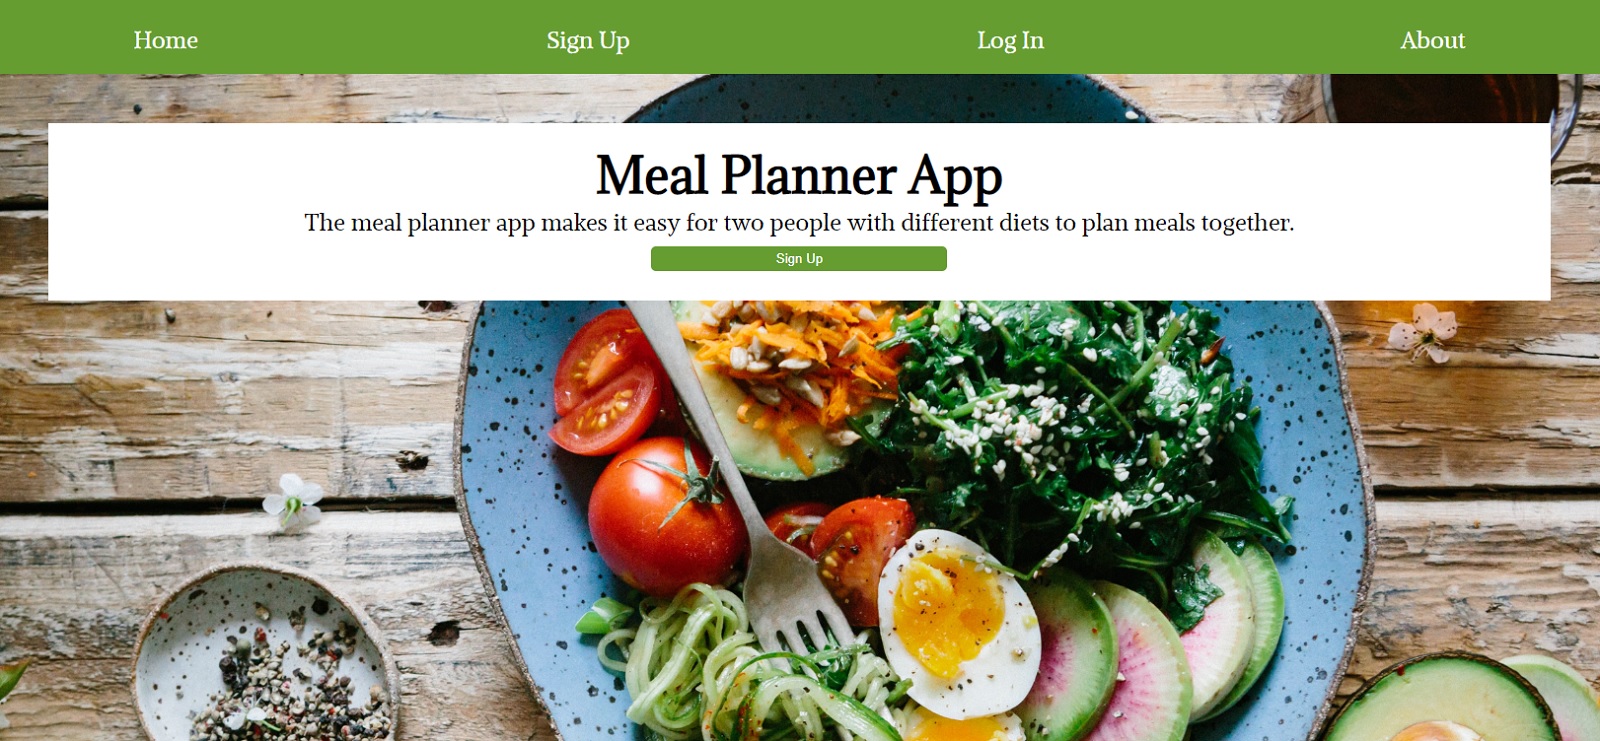 Home Sign Up Log In About
Meal Planner App
The meal planner app makes it easy for two people with different diets to plan meals together.
Sign Up